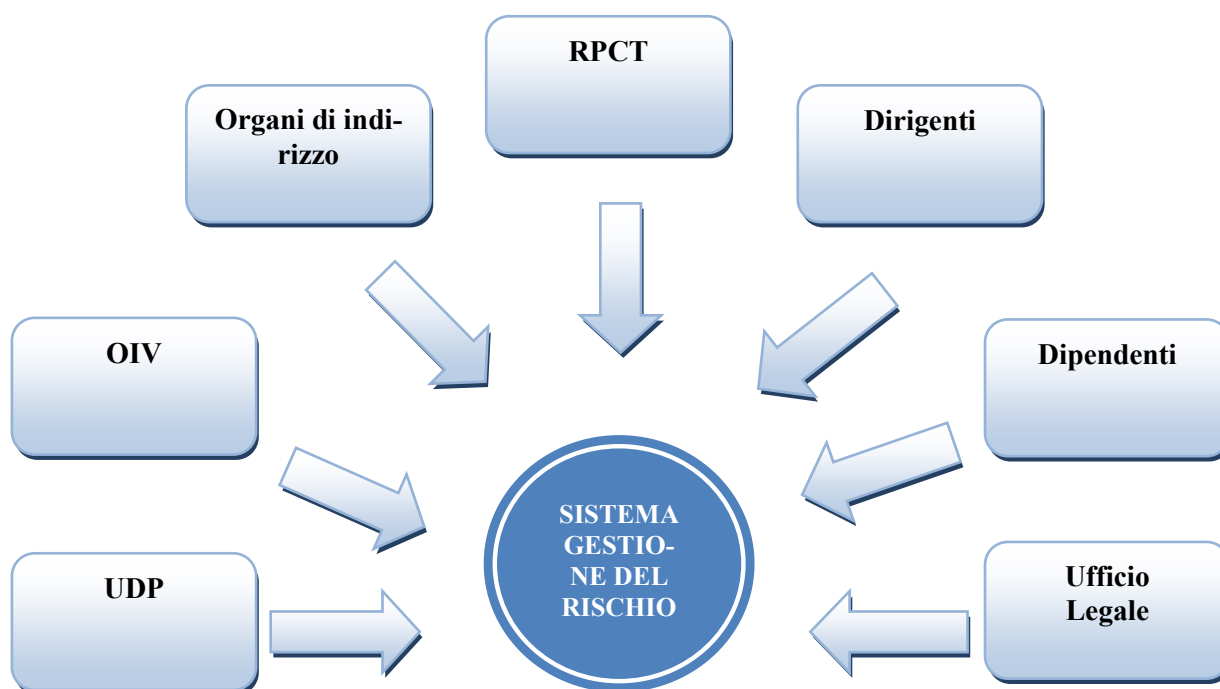 RPCT
Organi di indi-
rizzo
Dirigenti
OIV
Dipendenti
SISTEMA
GESTIO-
NE DEL
RISCHIO
UDP
Ufficio
Legale